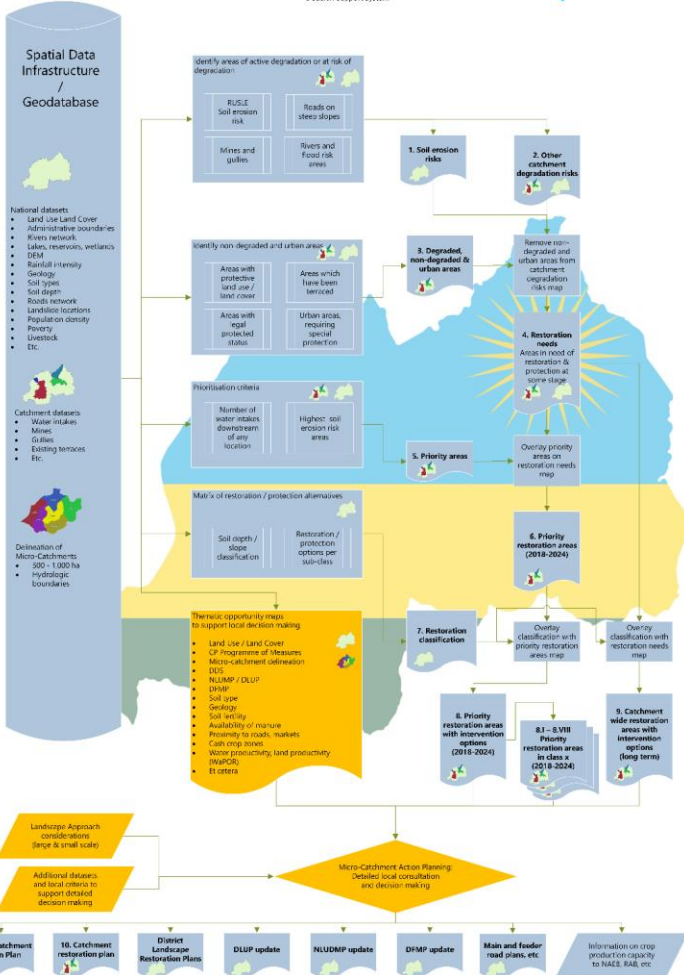 Decision Support System
Spatial Data
Infrastructure
/
Geodatabase
National datasets
• Land Use Land Cover
• Administrative boundaries
• Rivers network
• Lakes, reservoirs, wetlands
• DEM
• Rainfall intensity
• Geology
• Soil types
• Soil depth
• Roads network
• Landslide locations
• Population density
• Poverty
• Livestock
• Etc.
Catchment datasets
• Water intakes
• Mines
• Gullies
• Existing terraces
• Etc.
Delineation of
Micro-Catchments
• 500 - 1,000 ha
• Hydrologic
boundaries
Identify areas of active degradation or at risk of
degradation
RUSLE
Soil erosion
risk
Roads on
steep slopes
Mines and
gullies
Rivers and
flood risk
areas
1. Soil erosion
risks
2. Other
catchment
degradation risks
Identify non-degraded and urban areas
Areas with
protective
land use /
land cover
Areas which
have been
terraced
Areas with
legal
protected
status
Urban areas,
requiring
special
protection
3. Degraded,
non-degraded &
urban areas
Remove non-
degraded and
urban areas from
catchment
degradation
risks map
4. Restoration
needs
Areas in need of
restoration &
protection at
some stage
Prioritisation criteria
Number of
water intakes
downstream
of any
location
Highest soil
erosion risk
areas
5. Priority areas
Overlay priority
areas on
restoration needs
map
Matrix of restoration / protection alternatives
Soil depth /
slope
classification
Restoration /
protection
options per
sub-class
6. Priority
restoration areas
(2018-2024)
Thematic opportunity maps
to support local decision making
• Land Use / Land Cover
• CP Programme of Measures
• Micro-catchment delineation
• DDS
• NLUMP / DLUP
• DFMP
• Soil type
• Geology
• Soil fertility
• Availability of manure
• Proximity to roads, markets
• Cash crop zones
• Water productivity, land productivity
(WaPOR)
• Et cetera
7. Restoration
classification
Overlay
classification with
priority restoration
areas map
Overlay
classification with
restoration needs
map
8. Priority
restoration areas
with intervention
options
(2018-2024)
8.I – 8.VIII
Priority
restoration areas
in class x
(2018-2024)
9. Catchment
wide restoration
areas with
intervention
options
(long term)
Landscape Approach
considerations
(large & small scale)
Additional datasets
and local criteria to
support detailed
decision making
Micro-Catchment Action Planning:
Detailed local consultation
and decision making
atchment
n Plan
10. Catchment
restoration plan
District
Landscape
Restoration Plans
DLUP update
NLUDMP update
DFMP update
Main and feeder
road plans, etc
Information on crop
production capacity
to NAEB, RAB, etc